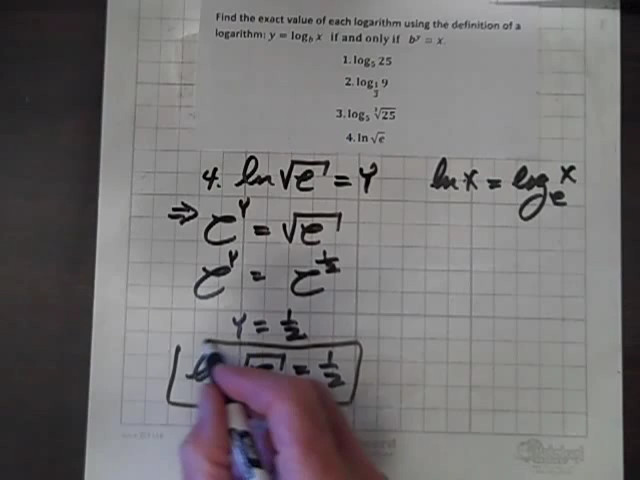 Find the exact value of each logarithm using the definition of a
logarithm: y = log_b x if and only if b^y = x.
1. log_5 25
2. log_{1/3} 9
3. log_5 ∛25
4. ln √e
4. ln √e = y
ln x = log_e x
⇒ e^y = √e
e^y = e^{1/2}
y = 1/2
= 1/2